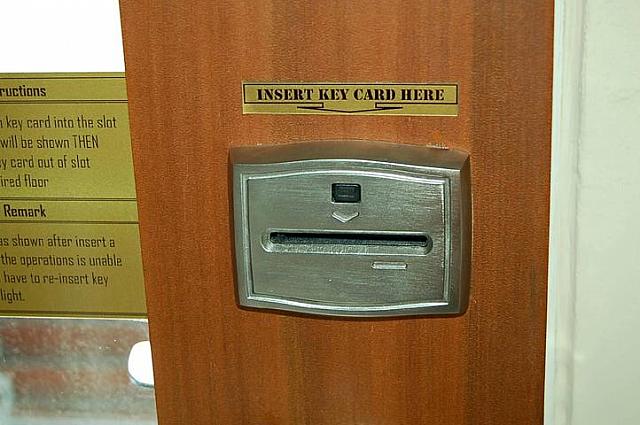 INSERT KEY CARD HERE
ructions
key card into the slot
will be shown THEN
card out of slot
ired floor
Remark
as shown after insert a
the operations is unable
have to re-insert key
light.